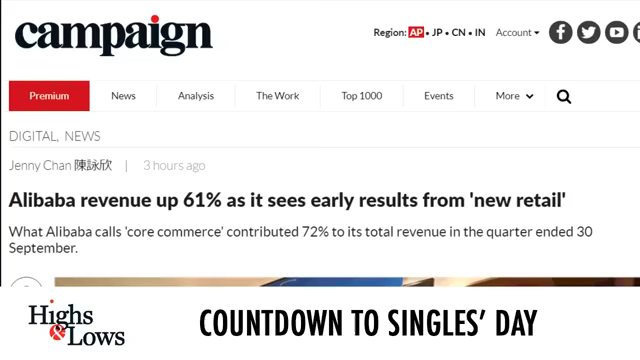 campaign
Region: AP • JP • CN • IN Account
Premium News Analysis The Work Top 1000 Events More
DIGITAL, NEWS
Jenny Chan 陳詠欣 | 3 hours ago
Alibaba revenue up 61% as it sees early results from 'new retail'
What Alibaba calls 'core commerce' contributed 72% to its total revenue in the quarter ended 30
September.
Highs
& Lows
COUNTDOWN TO SINGLES' DAY